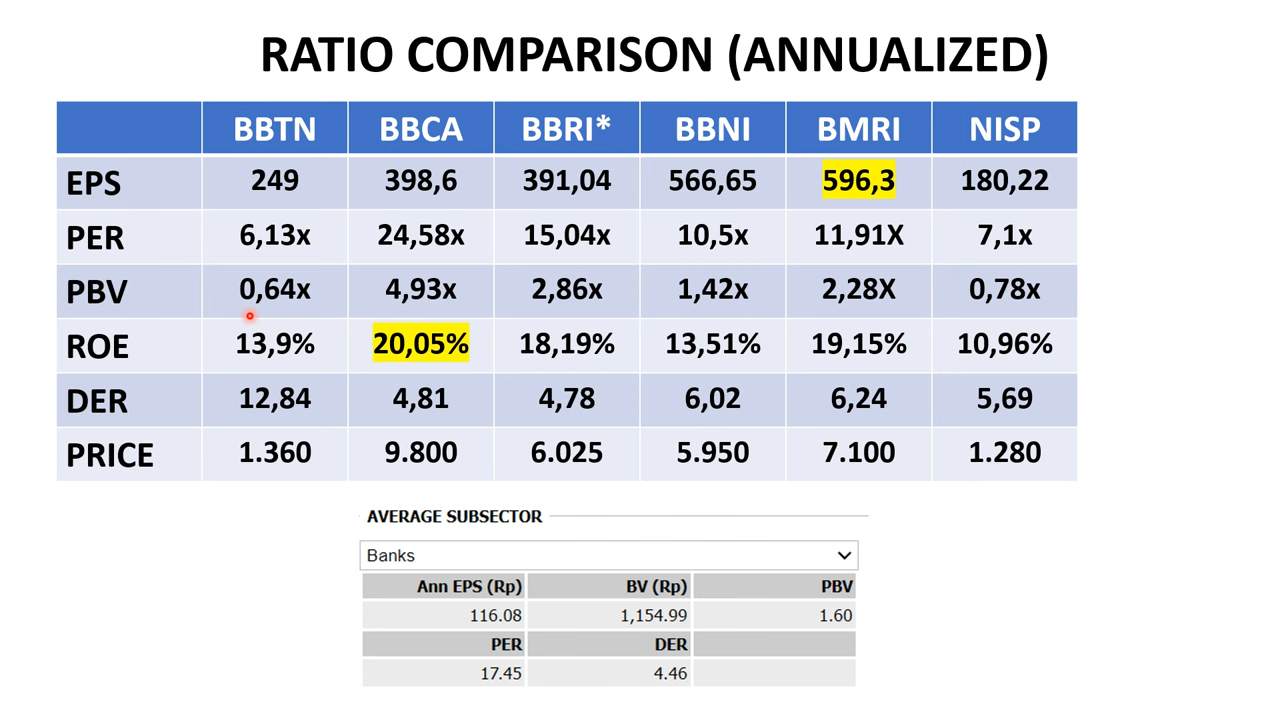 RATIO COMPARISON (ANNUALIZED)
BBTN BBCA BBRI* BBNI BMRI NISP
EPS 249 398,6 391,04 566,65 596,3 180,22
PER 6,13x 24,58x 15,04x 10,5x 11,91X 7,1x
PBV 0,64x 4,93x 2,86x 1,42x 2,28X 0,78x
ROE 13,9% 20,05% 18,19% 13,51% 19,15% 10,96%
DER 12,84 4,81 4,78 6,02 6,24 5,69
PRICE 1.360 9.800 6.025 5.950 7.100 1.280
AVERAGE SUBSECTOR
Banks
Ann EPS (Rp) BV (Rp) PBV
116.08 1,154.99 1.60
PER DER
17.45 4.46